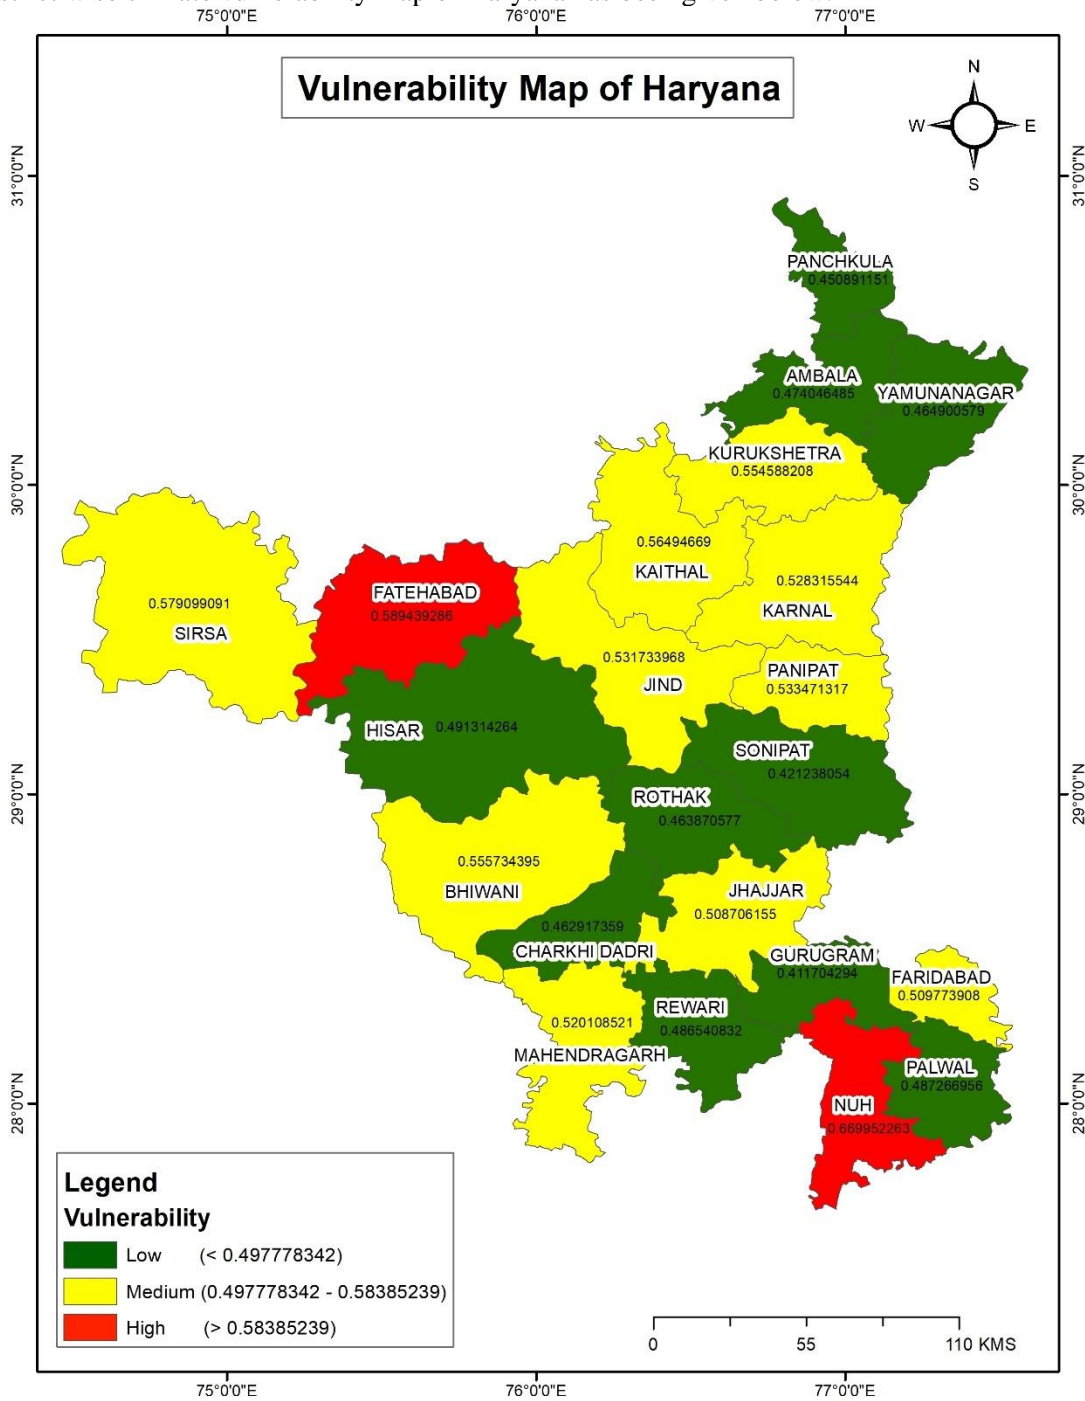 75°0'0"E 76°0'0"E 77°0'0"E
Vulnerability Map of Haryana
N
W E
S
31°0'0"N 31°0'0"N
PANCHKULA
0.450891151
AMBALA
0.474046485
YAMUNANAGAR
0.464900579
KURUKSHETRA
0.554588208
30°0'0"N 30°0'0"N
0.56494669
KAITHAL
0.528315544
KARNAL
FATEHABAD
0.589439286
0.579099091
SIRSA
0.531733968
JIND
PANIPAT
0.533471317
HISAR
0.491314264
SONIPAT
0.421238054
29°0'0"N 29°0'0"N
ROTHAK
0.463870577
0.555734395
BHIWANI
JHAJJAR
0.508706155
0.462917359
CHARKHI DADRI
GURUGRAM
0.411704294
FARIDABAD
0.509773908
REWARI
0.486540832
0.520108521
MAHENDRAGARH
PALWAL
0.487266956
28°0'0"N 28°0'0"N
NUH
0.669952263
Legend
Vulnerability
Low (< 0.497778342)
Medium (0.497778342 - 0.58385239)
High (> 0.58385239)
0 55 110 KMS
75°0'0"E 76°0'0"E 77°0'0"E